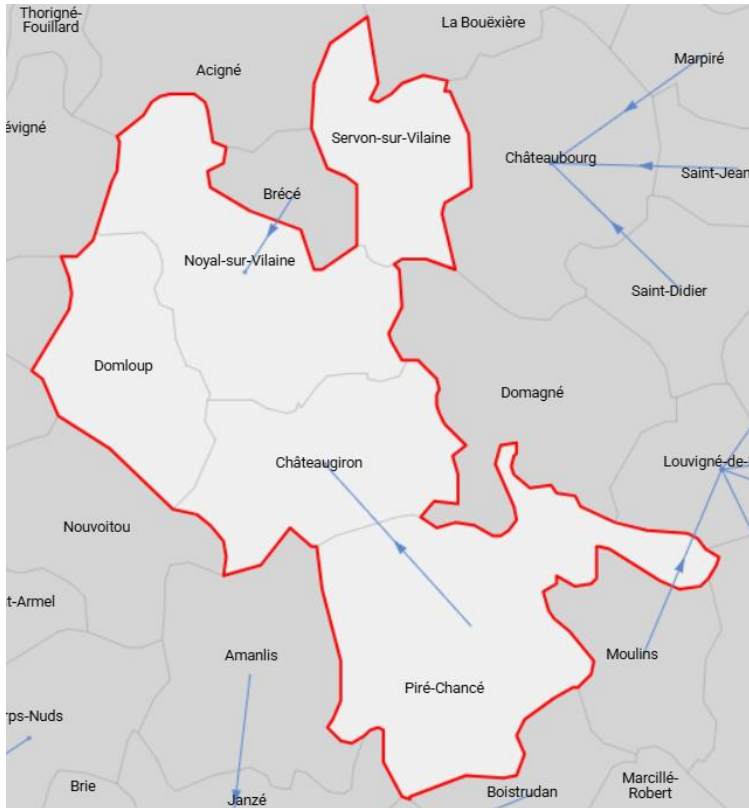 Thorigné-
Fouillard
La Bouëxière
Acigné
Marpiré
évigné
Servon-sur-Vilaine
Châteaubourg
Saint-Jean
Brécé
Noyal-sur-Vilaine
Saint-Didier
Domloup
Domagné
Châteaugiron
Louvigné-de-
Nouvoitou
t-Armel
Amanlis
Moulins
Piré-Chancé
rps-Nuds
Brie
Janzé
Boistrudan
Marcillé-
Robert